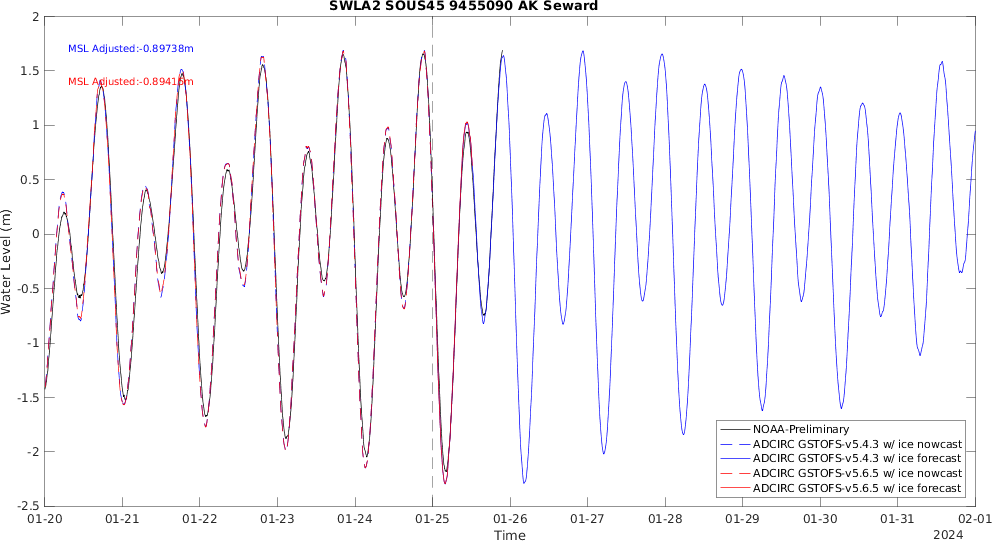 SWLA2 SOUS45 9455090 AK Seward
MSL Adjusted:-0.89738m
MSL Adjusted:-0.89416m
Water Level (m)
2
1.5
1
0.5
0
-0.5
-1
-1.5
-2
-2.5
NOAA-Preliminary
ADCIRC GSTOFS-v5.4.3 w/ ice nowcast
ADCIRC GSTOFS-v5.4.3 w/ ice forecast
ADCIRC GSTOFS-v5.6.5 w/ ice nowcast
ADCIRC GSTOFS-v5.6.5 w/ ice forecast
01-20 01-21 01-22 01-23 01-24 01-25 01-26 01-27 01-28 01-29 01-30 01-31 02-01
Time
2024